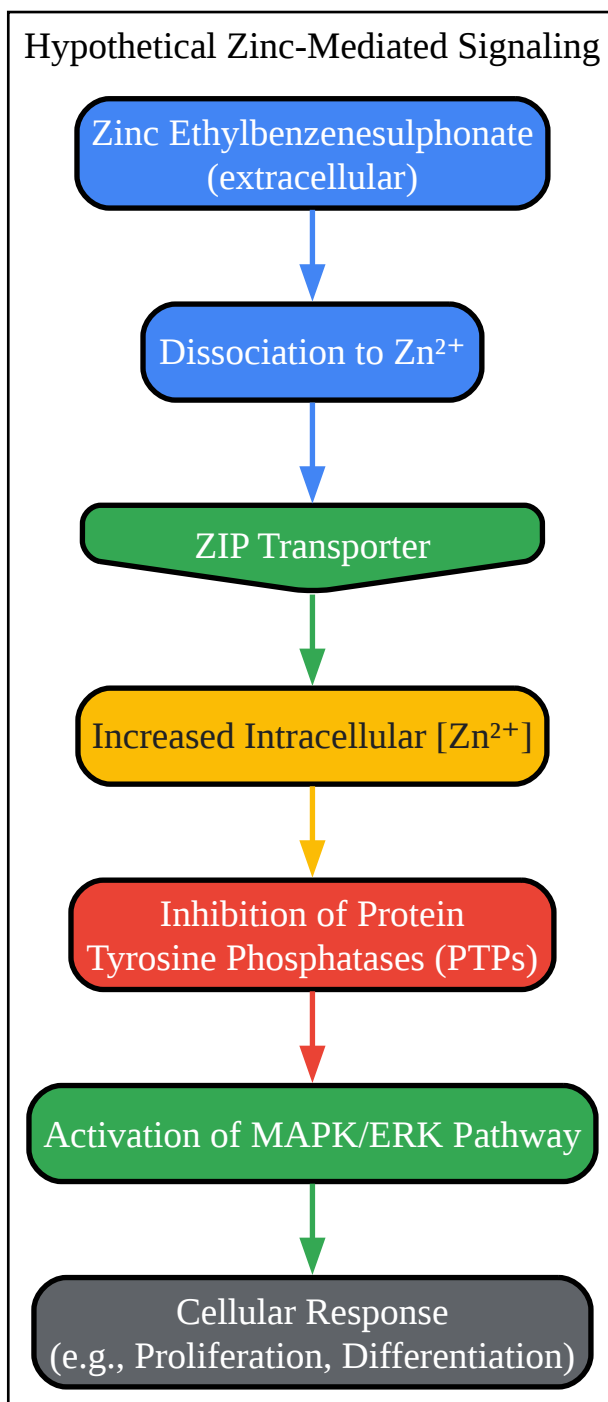 Hypothetical Zinc-Mediated Signaling
Zinc Ethylbenzenesulphonate
(extracellular)
Dissociation to Zn²⁺
ZIP Transporter
Increased Intracellular [Zn²⁺]
Inhibition of Protein
Tyrosine Phosphatases (PTPs)
Activation of MAPK/ERK Pathway
Cellular Response
(e.g., Proliferation, Differentiation)